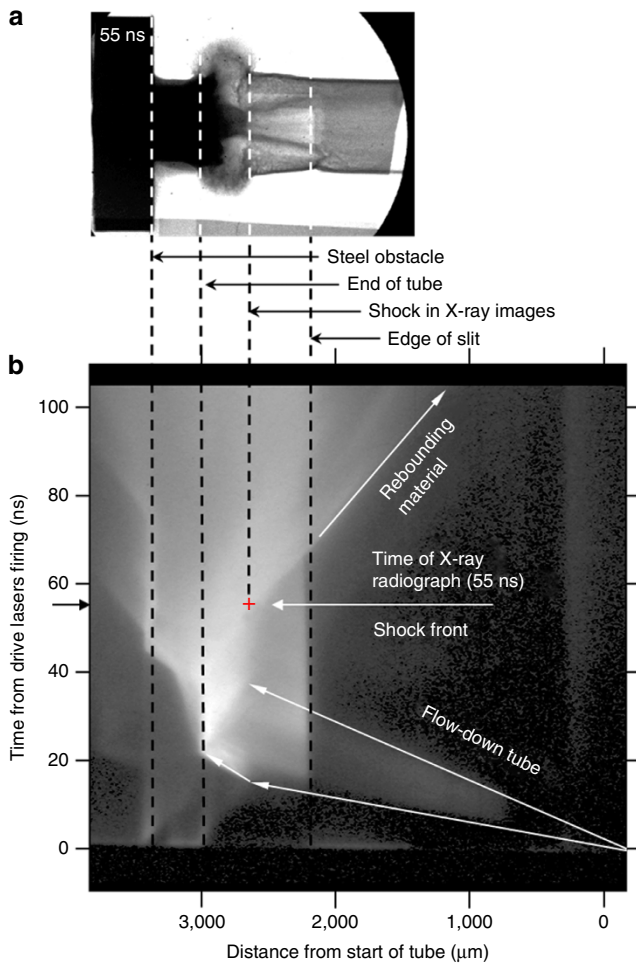 a
55 ns
Steel obstacle
End of tube
Shock in X-ray images
Edge of slit
b
100
80
60
40
20
0
Time from drive lasers firing (ns)
Rebounding
material
Time of X-ray
radiograph (55 ns)
Shock front
Flow-down tube
3,000
2,000
1,000
0
Distance from start of tube (μm)